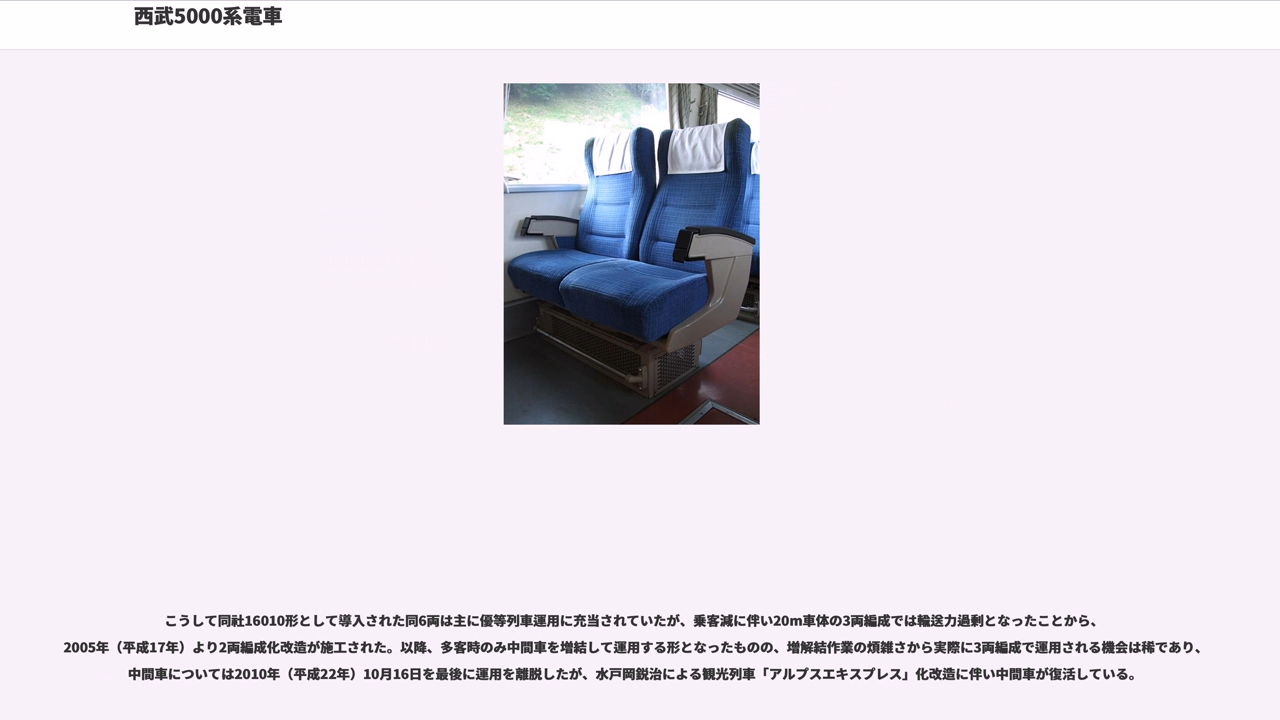 西武5000系電車
こうして同社16010形として導入された同6両は主に優等列車運用に充当されていたが、乗客減に伴い20m車体の3両編成では輸送力過剰となったことから、
2005年（平成17年）より2両編成化改造が施工された。以降、多客時のみ中間車を増結して運用する形となったものの、増解結作業の煩雑さから実際に3両編成で運用される機会は稀であり、
中間車については2010年（平成22年）10月16日を最後に運用を離脱したが、水戸岡鋭治による観光列車「アルプスエキスプレス」化改造に伴い中間車が復活している。